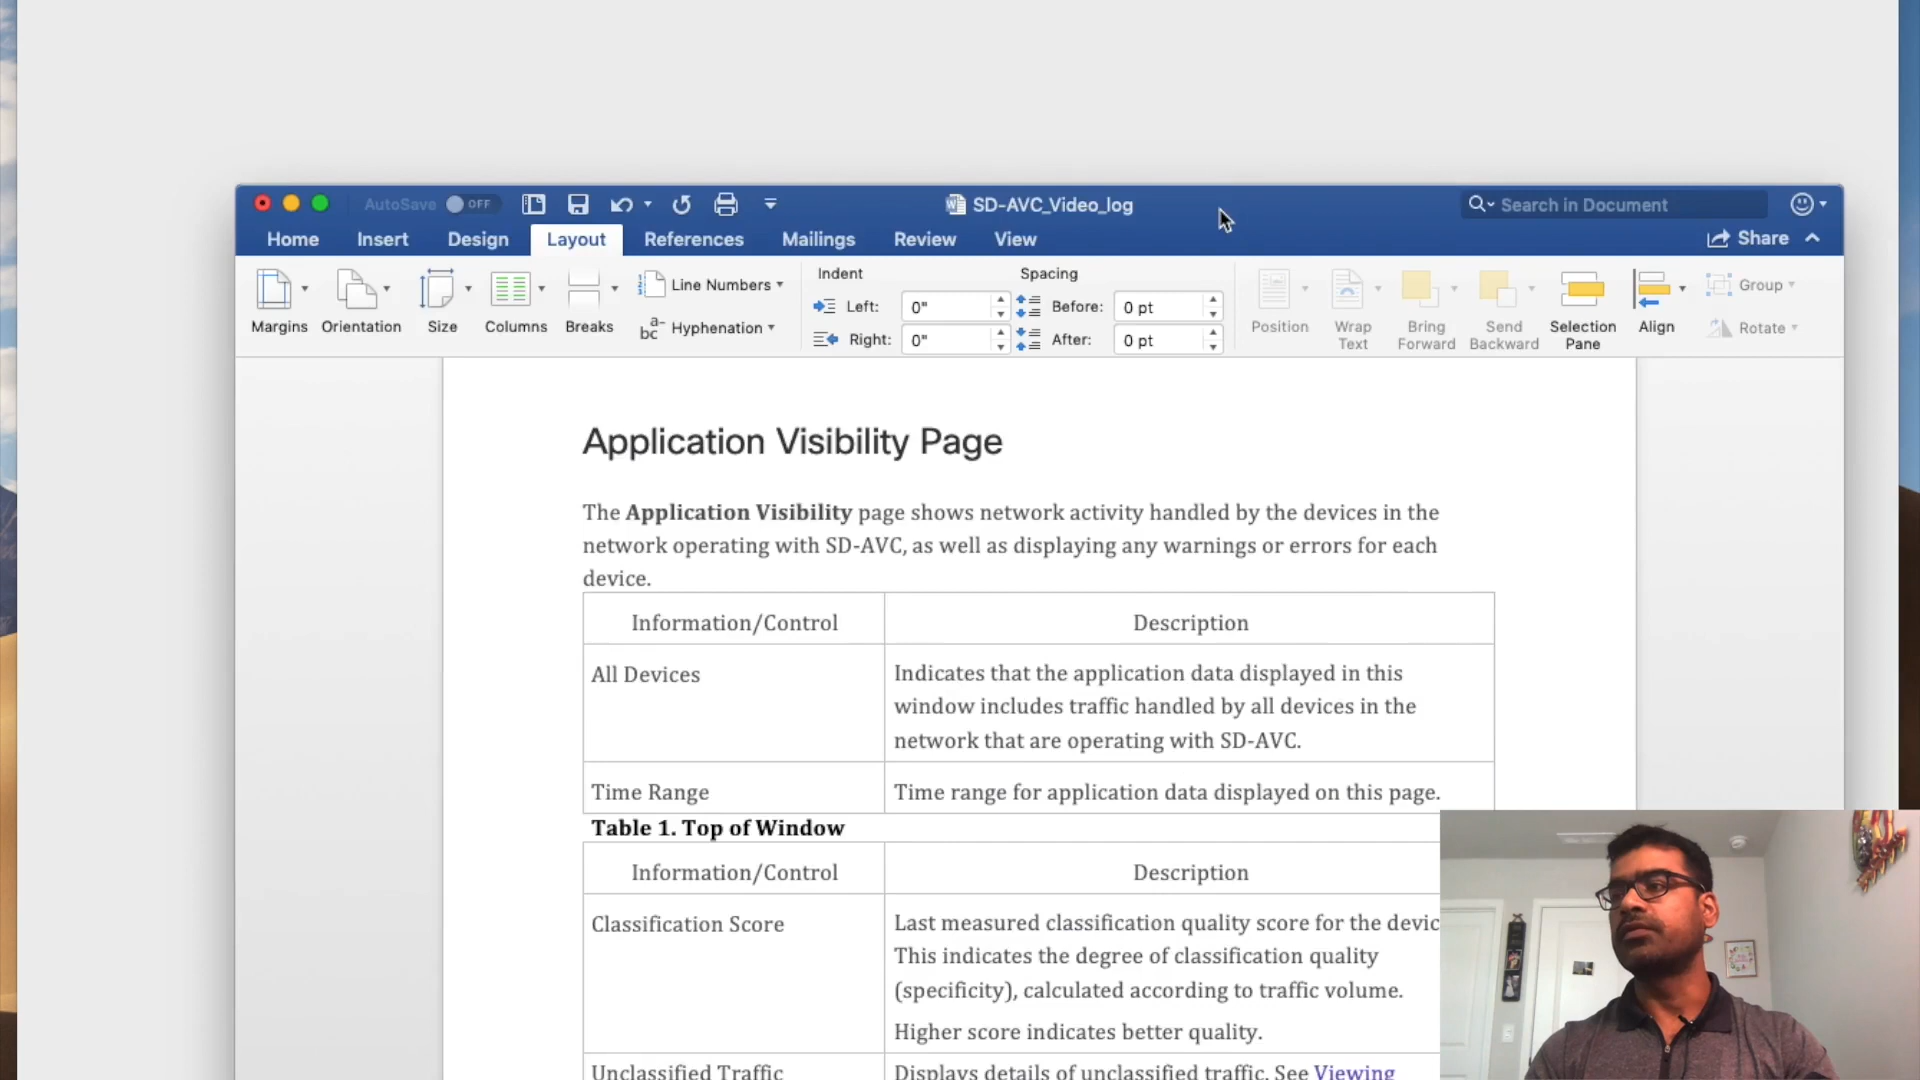 AutoSave OFF
SD-AVC_Video_log
Search in Document
Home Insert Design Layout References Mailings Review View
Share
Margins
Orientation
Size
Columns
Breaks
Line Numbers
Hyphenation
Indent
Left: 0"
Right: 0"
Spacing
Before: 0 pt
After: 0 pt
Position
Wrap
Text
Bring
Forward
Send
Backward
Selection
Pane
Align
Group
Rotate
Application Visibility Page
The Application Visibility page shows network activity handled by the devices in the
network operating with SD-AVC, as well as displaying any warnings or errors for each
device.
Information/Control Description
All Devices
Indicates that the application data displayed in this
window includes traffic handled by all devices in the
network that are operating with SD-AVC.
Time Range
Time range for application data displayed on this page.
Table 1. Top of Window
Information/Control Description
Classification Score
Last measured classification quality score for the devic
This indicates the degree of classification quality
(specificity), calculated according to traffic volume.
Higher score indicates better quality.
Unclassified Traffic
Displays details of unclassified traffic. See Viewing